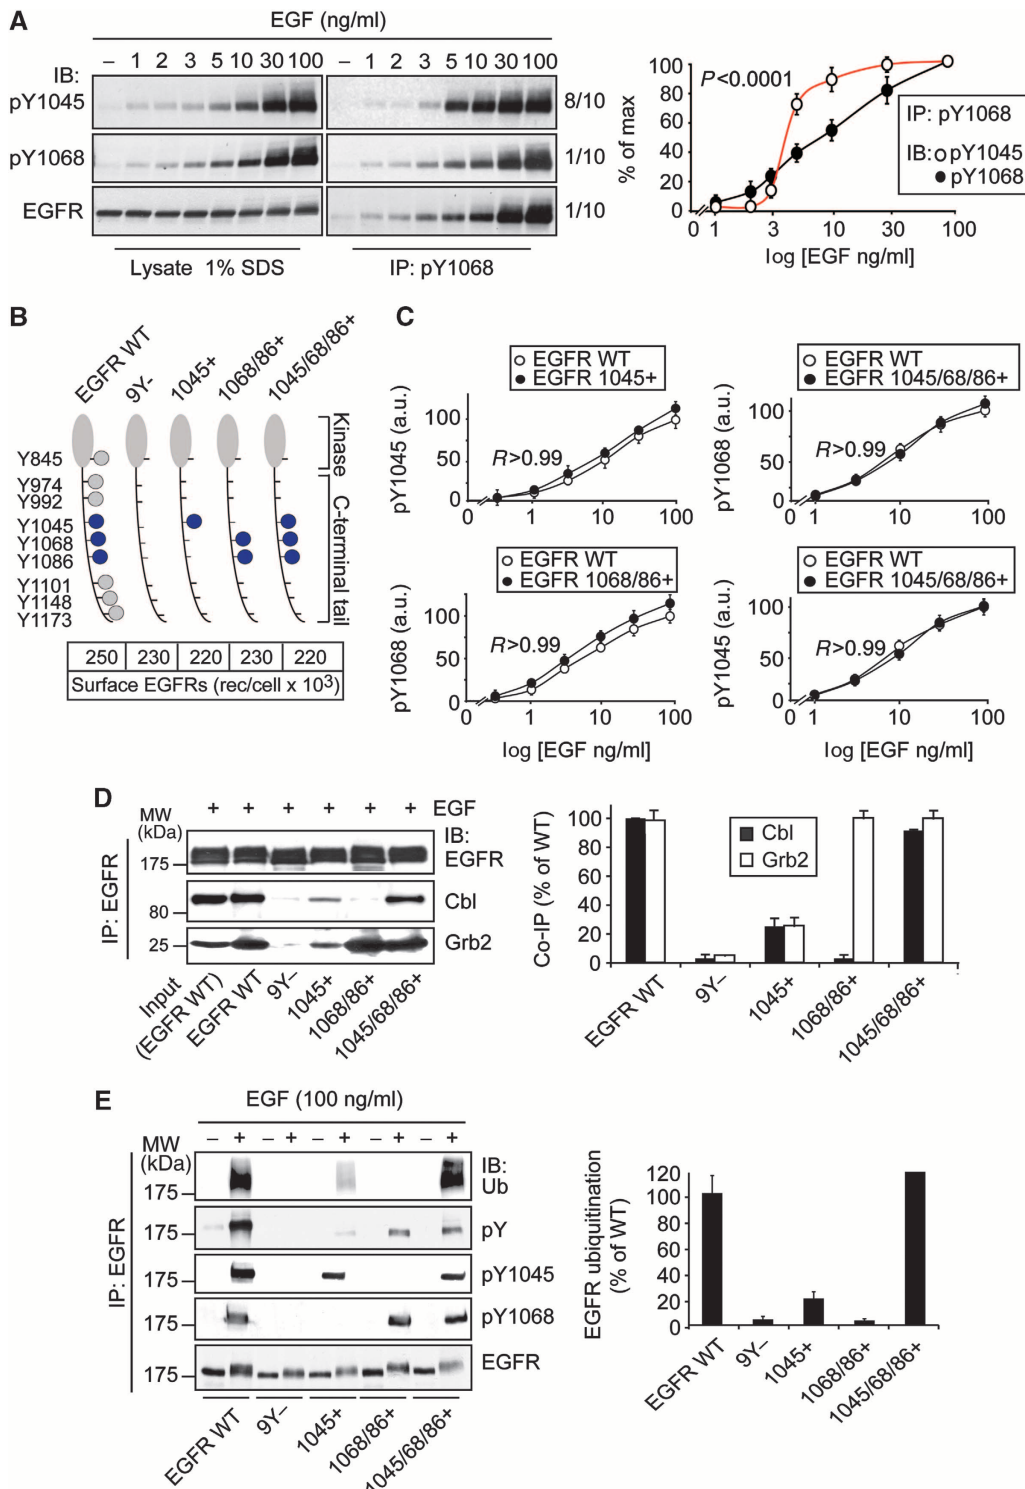 A
EGF (ng/ml)
– 1 2 3 5 10 30 100 – 1 2 3 5 10 30 100
IB:
pY1045 8/10
pY1068 1/10
EGFR 1/10
Lysate 1% SDS IP: pY1068
% of max
100
80
60
40
20
0
P<0.0001
IP: pY1068
IB: pY1045
pY1068
1 3 10 30 100
log [EGF ng/ml]
B
EGFR WT 9Y– 1045+ 1068/86+ 1045/68/86+
Y845
Y974
Y992
Y1045
Y1068
Y1086
Y1101
Y1148
Y1173
Kinase
C-terminal tail
250 230 220 230 220
Surface EGFRs (rec/cell x 10³)
C
EGFR WT
EGFR 1045+
pY1045 (a.u.)
100
50
0
R>0.99
0 1 10 100
EGFR WT
EGFR 1045/68/86+
pY1068 (a.u.)
100
50
0
R>0.99
0 1 10 100
EGFR WT
EGFR 1068/86+
pY1068 (a.u.)
100
50
0
R>0.99
0 1 10 100
log [EGF ng/ml]
EGFR WT
EGFR 1045/68/86+
pY1045 (a.u.)
100
50
0
R>0.99
0 1 10 100
log [EGF ng/ml]
D
MW
(kDa)
+ + + + + + EGF
IP: EGFR
IB:
175 EGFR
80 Cbl
25 Grb2
Input
(EGFR WT)
EGFR WT
9Y–
1045+
1068/86+
1045/68/86+
Co-IP (% of WT)
100
80
60
40
20
0
Cbl
Grb2
EGFR WT
9Y–
1045+
1068/86+
1045/68/86+
E
EGF (100 ng/ml)
MW
(kDa)
– + – + – + – + – +
IP: EGFR
IB:
175 Ub
175 pY
175 pY1045
175 pY1068
175 EGFR
EGFR WT
9Y–
1045+
1068/86+
1045/68/86+
EGFR ubiquitination
(% of WT)
120
100
80
60
40
20
0
EGFR WT
9Y–
1045+
1068/86+
1045/68/86+